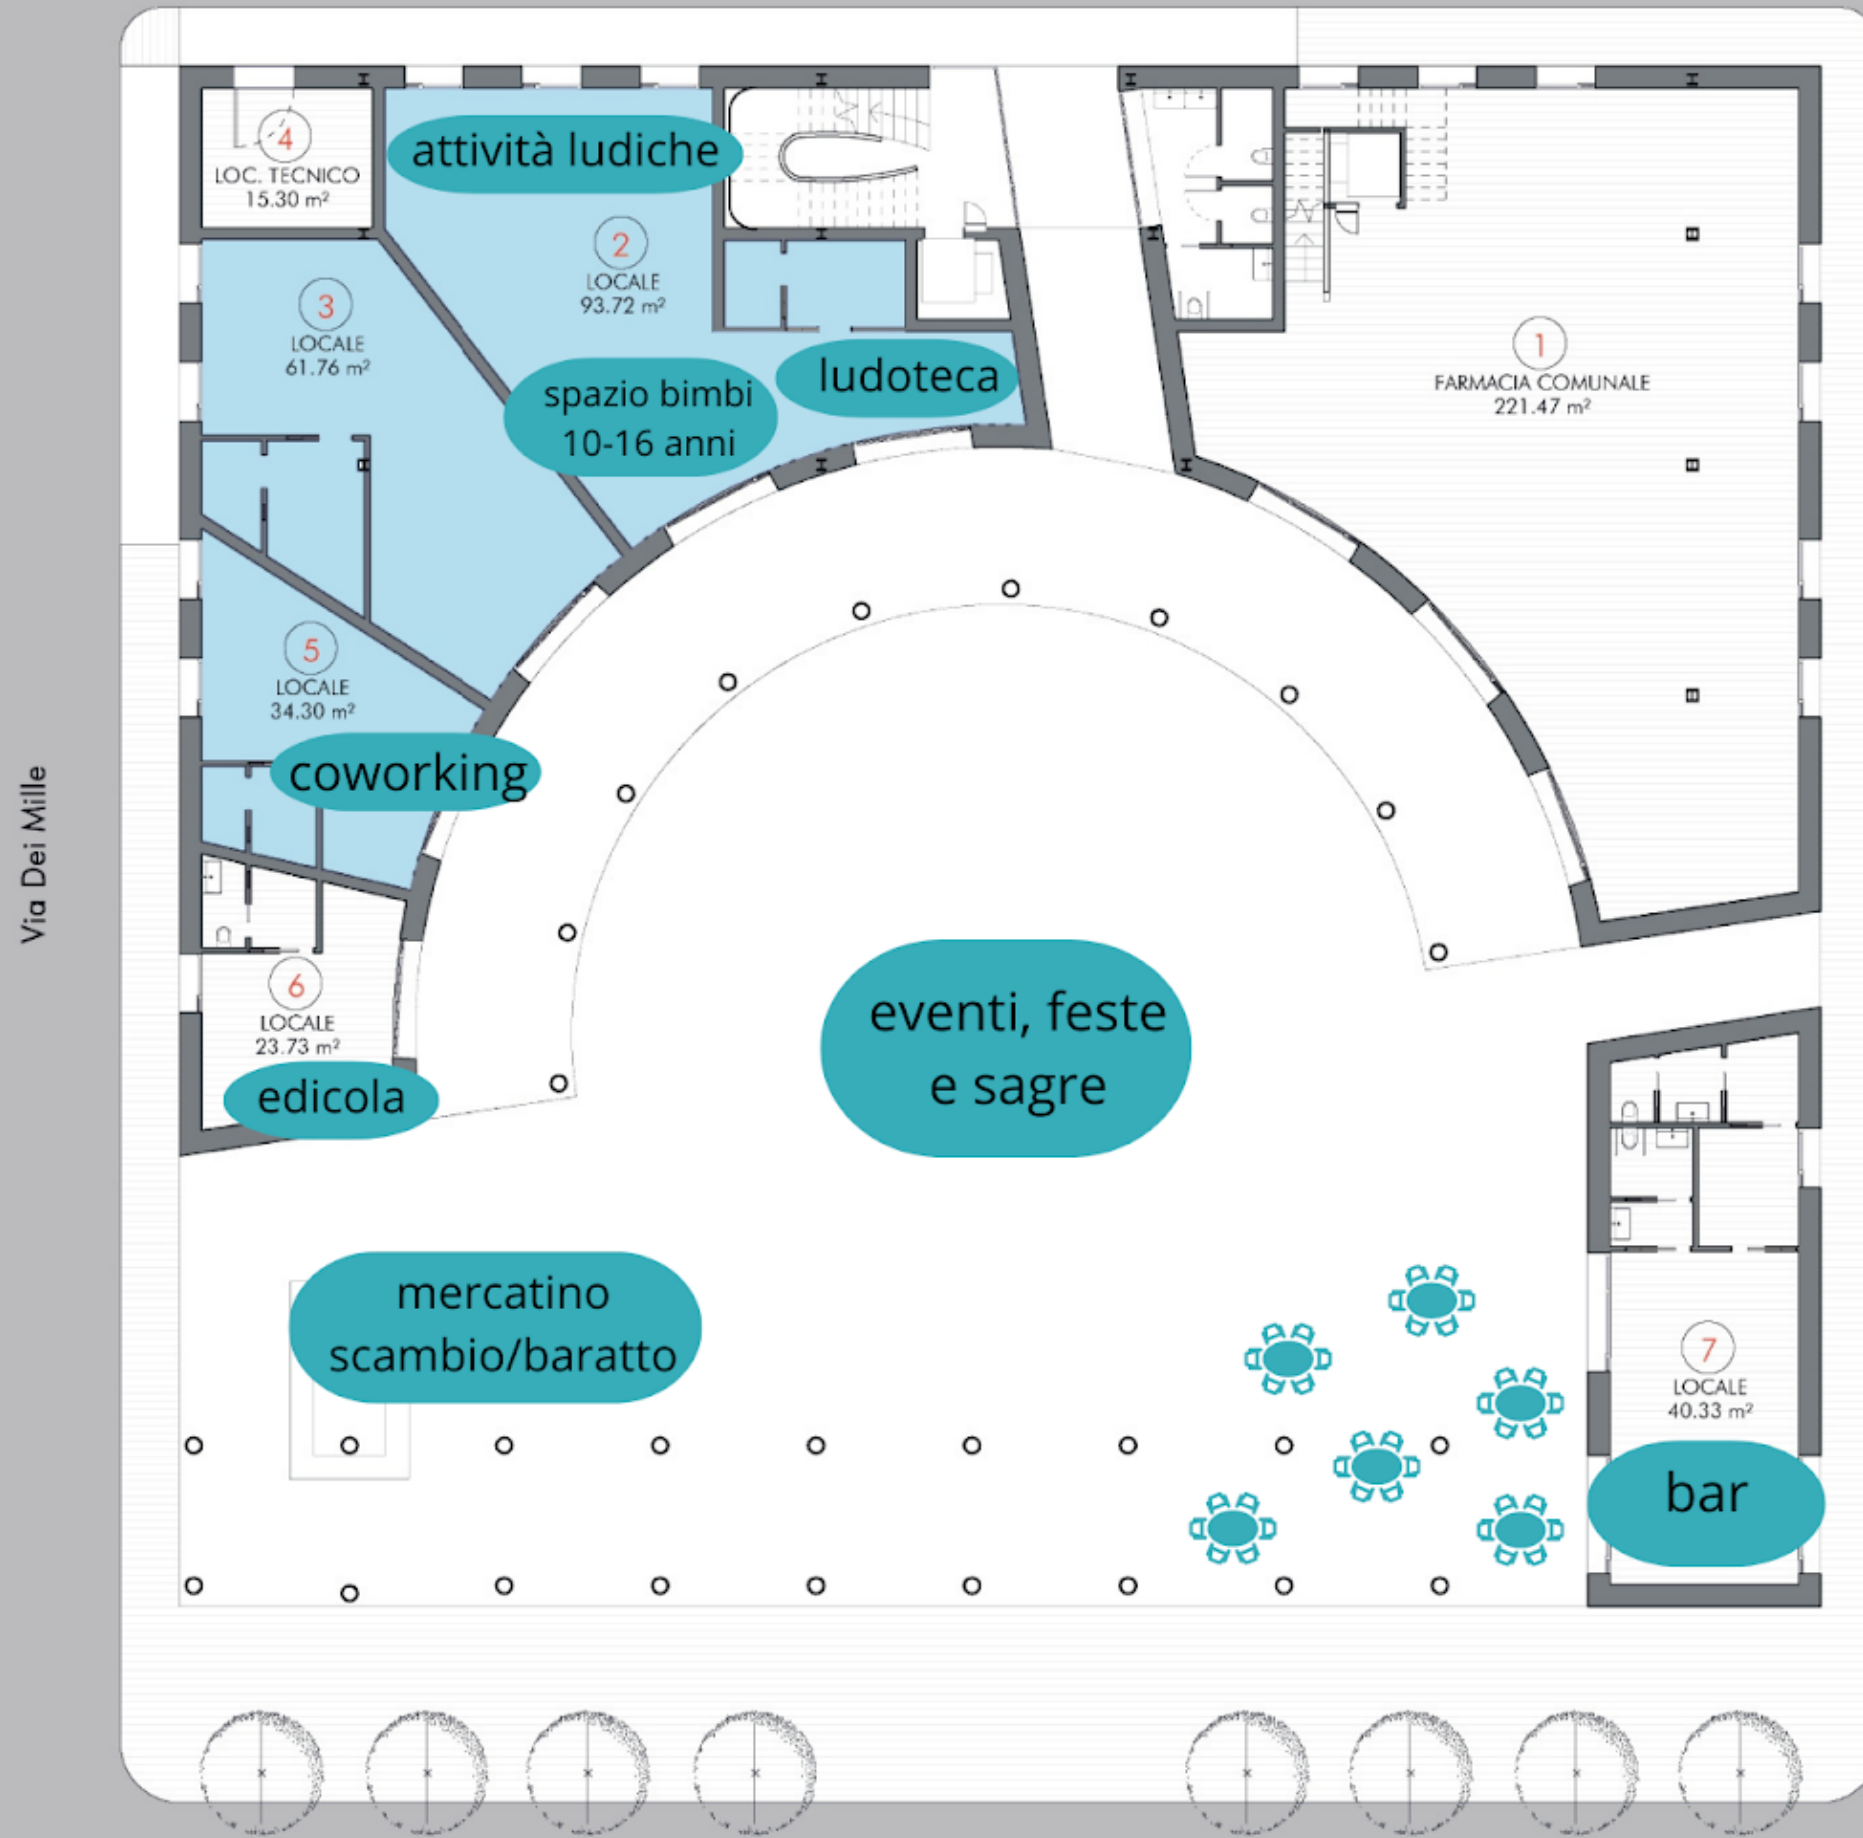 4
LOC. TECNICO
15.30 m²
attività ludiche
2
LOCALE
93.72 m²
3
LOCALE
61.76 m²
spazio bimbi
10-16 anni
ludoteca
1
FARMACIA COMUNALE
221.47 m²
5
LOCALE
34.30 m²
coworking
Via Dei Mille
6
LOCALE
23.73 m²
edicola
eventi, feste
e sagre
mercatino
scambio/baratto
7
LOCALE
40.33 m²
bar